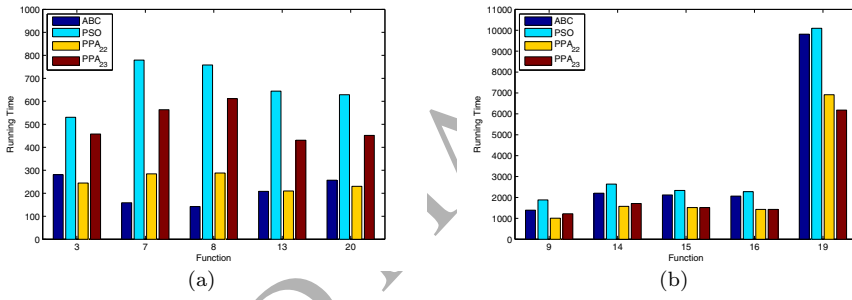 1000
900
800
700
600
500
400
300
200
100
0
Running Time
ABC
PSO
PPA22
PPA23
3 7 8 13 20
Function
(a)
11000
10000
9000
8000
7000
6000
5000
4000
3000
2000
1000
0
Running Time
ABC
PSO
PPA22
PPA23
9 14 15 16 19
Function
(b)